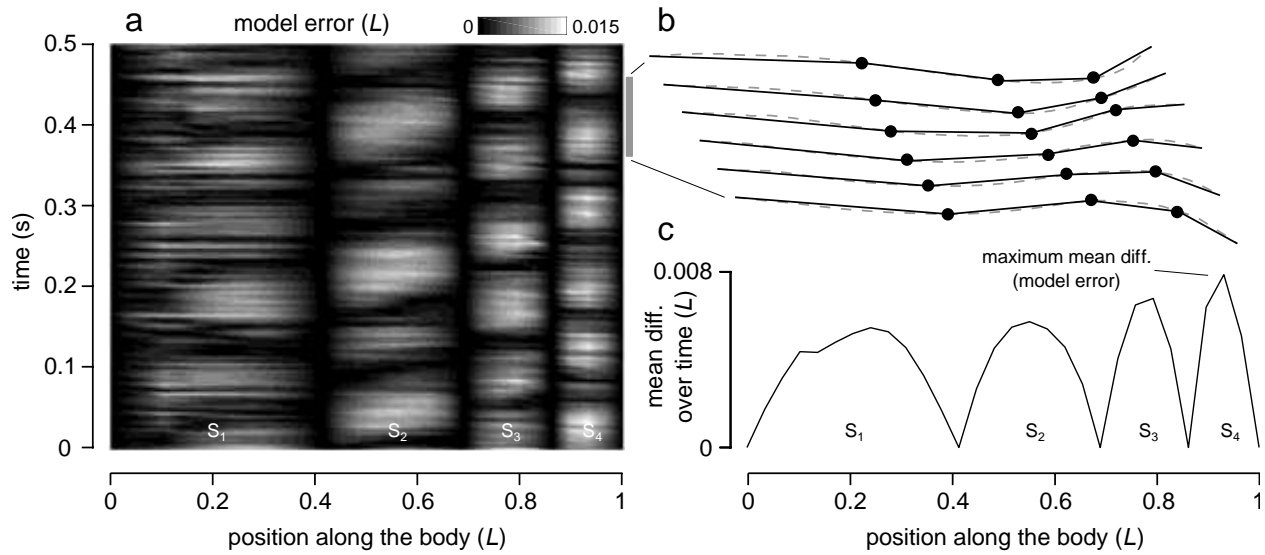 a
model error (L)
0
0.015
0.5
0.4
0.3
0.2
0.1
0
time (s)
S₁
S₂
S₃
S₄
0
0.2
0.4
0.6
0.8
1
position along the body (L)
b
c
maximum mean diff.
(model error)
0.008
0
mean diff.
over time (L)
S₁
S₂
S₃
S₄
0
0.2
0.4
0.6
0.8
1
position along the body (L)